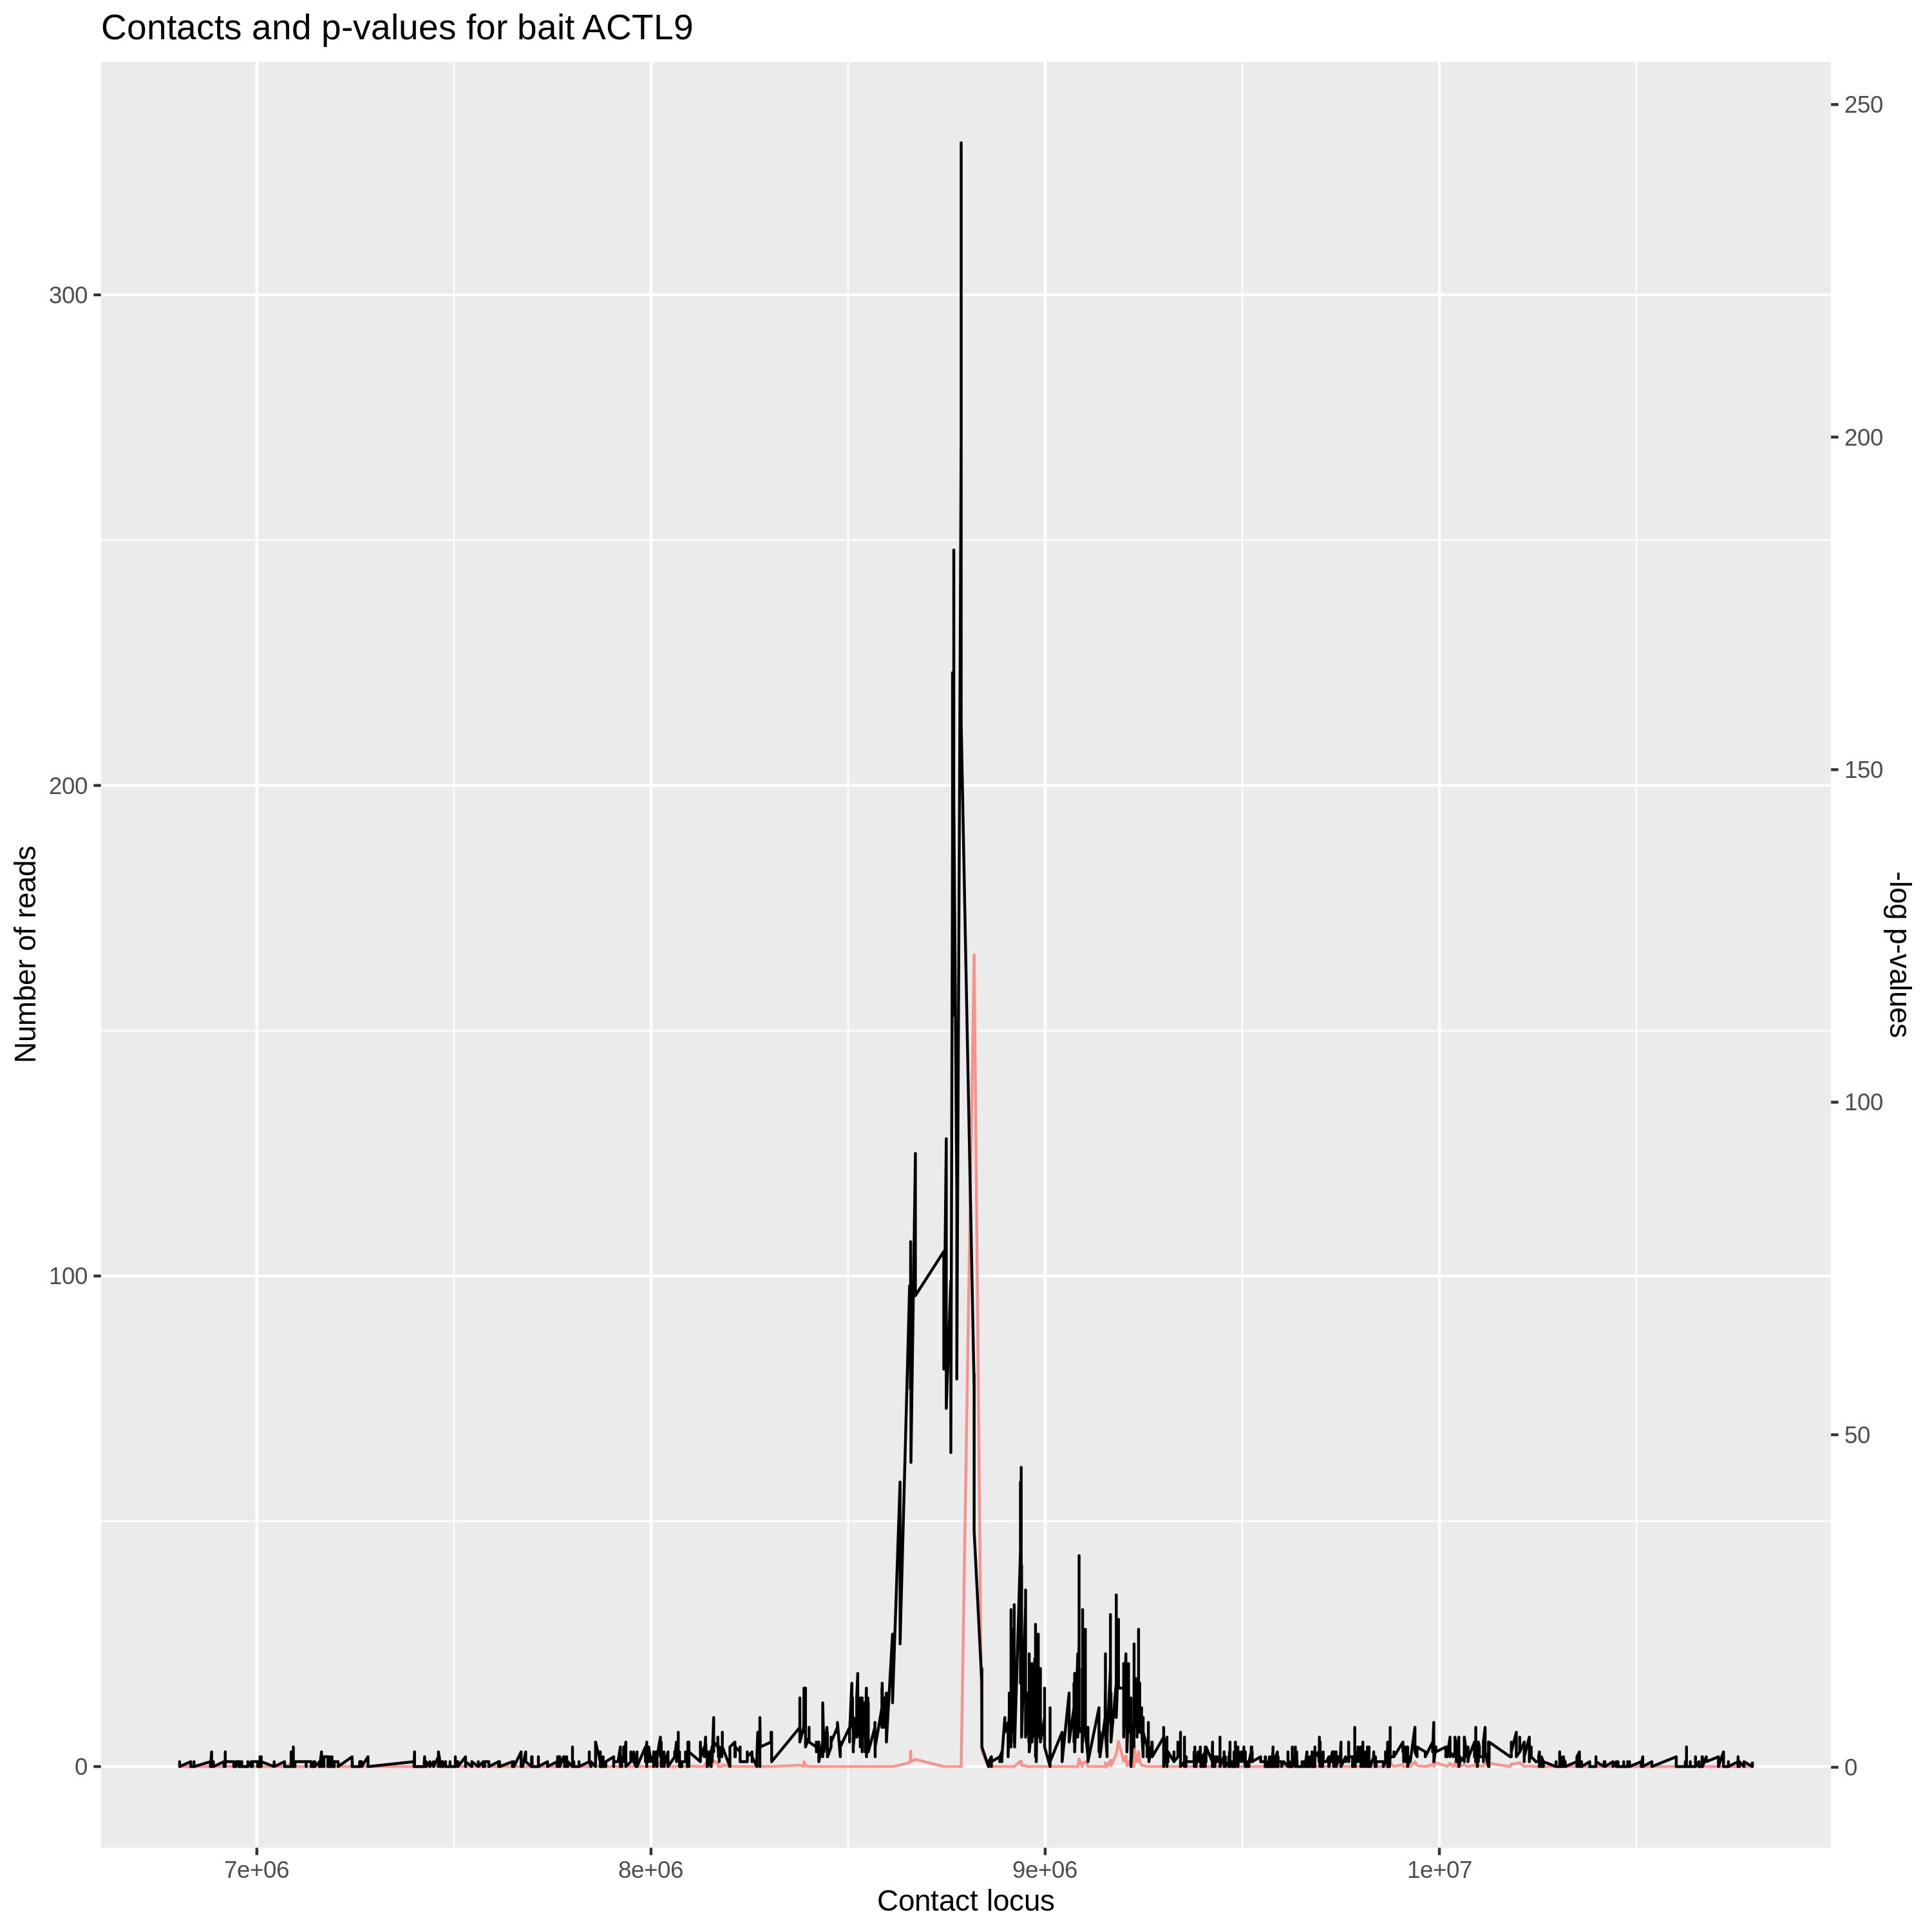 Contacts and p-values for bait ACTL9
Number of reads
300
200
100
0
250
200
150
100
50
0
-log p-values
7e+06
8e+06
9e+06
1e+07
Contact locus